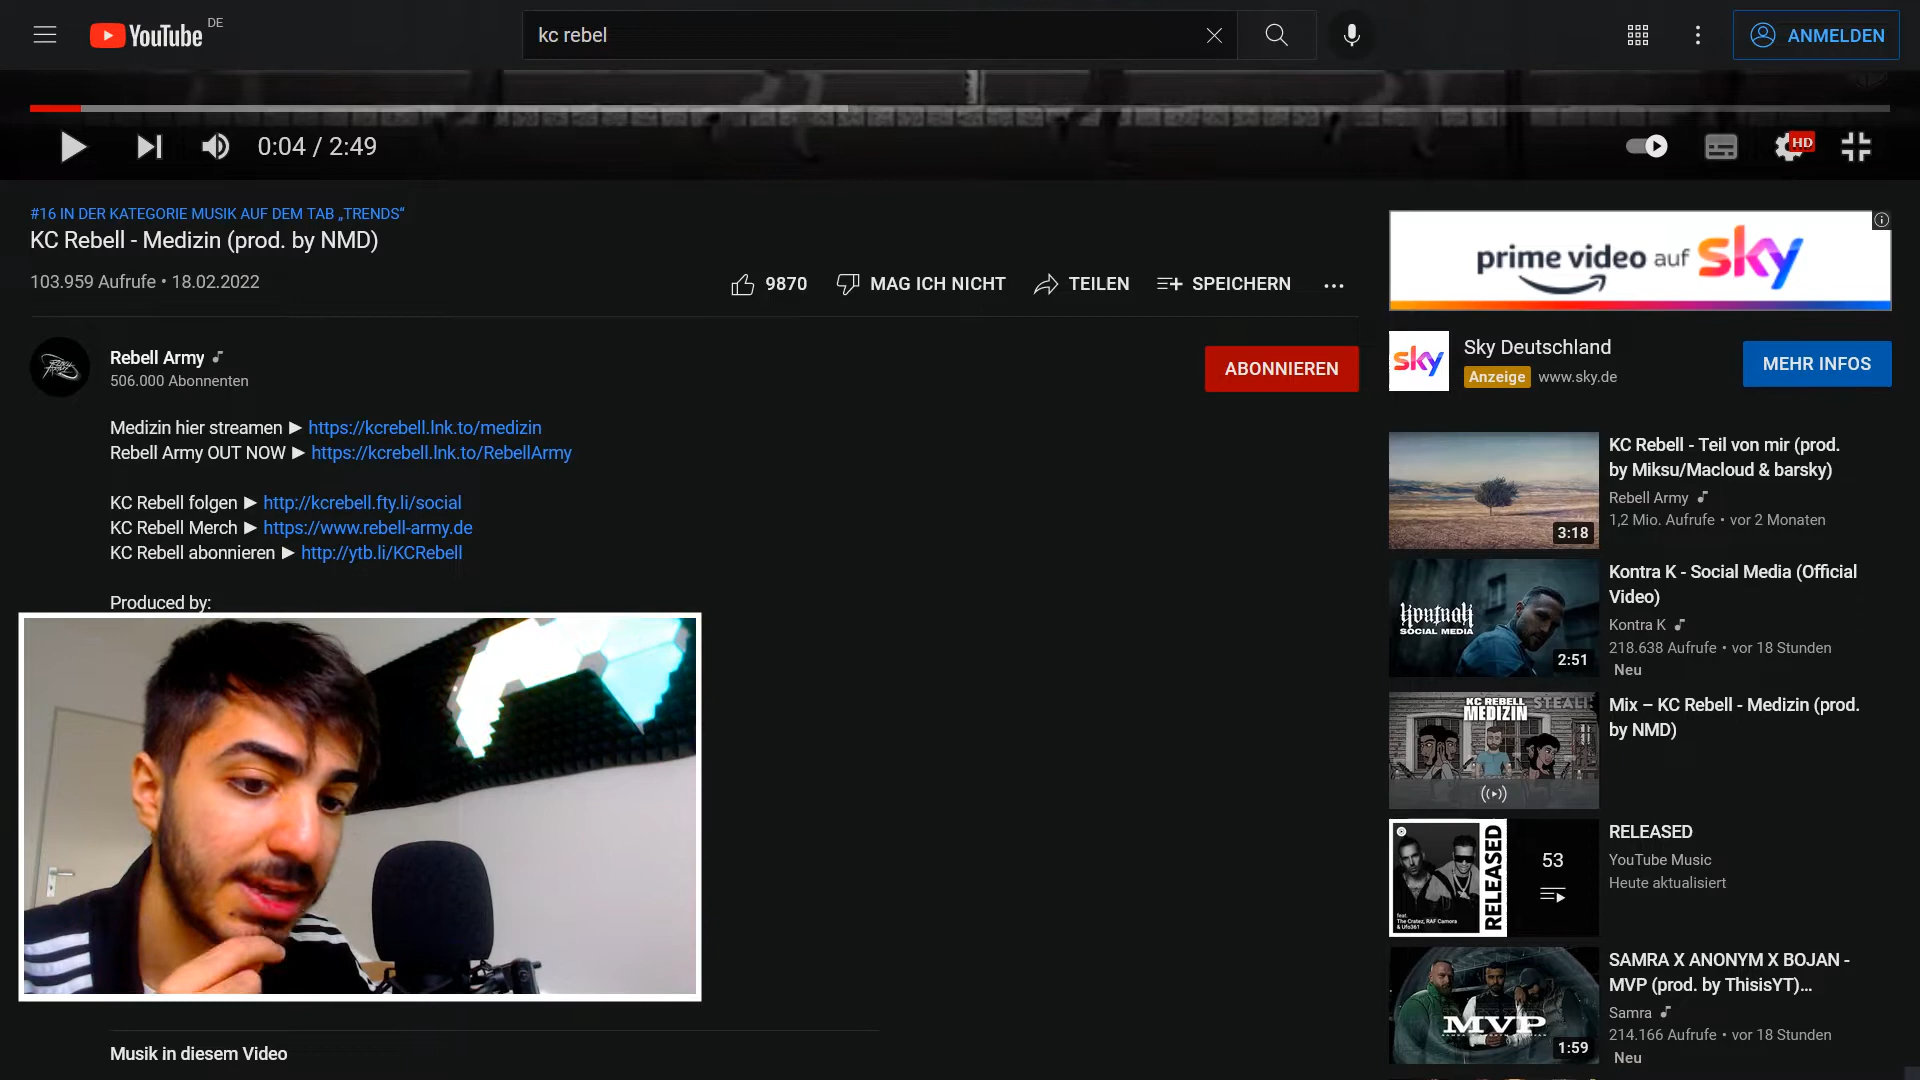 YouTube DE
kc rebel
ANMELDEN
0:04 / 2:49
HD
#16 IN DER KATEGORIE MUSIK AUF DEM TAB „TRENDS“
KC Rebell - Medizin (prod. by NMD)
103.959 Aufrufe • 18.02.2022
9870
MAG ICH NICHT
TEILEN
SPEICHERN
Rebell Army
506.000 Abonnenten
ABONNIEREN
Medizin hier streamen ► https://kcrebell.lnk.to/medizin
Rebell Army OUT NOW ► https://kcrebell.lnk.to/RebellArmy
KC Rebell folgen ► http://kcrebell.fty.li/social
KC Rebell Merch ► https://www.rebell-army.de
KC Rebell abonnieren ► http://ytb.li/KCRebell
Produced by:
Musik in diesem Video
prime video auf sky
sky
Sky Deutschland
Anzeige www.sky.de
MEHR INFOS
3:18
KC Rebell - Teil von mir (prod.
by Miksu/Macloud & barsky)
Rebell Army
1,2 Mio. Aufrufe • vor 2 Monaten
SOCIAL MEDIA
2:51
Kontra K - Social Media (Official
Video)
Kontra K
218.638 Aufrufe • vor 18 Stunden
Neu
KC REBELL
MEDIZIN
Mix – KC Rebell - Medizin (prod.
by NMD)
feat.
The Cratez, RAF Camora
& Ufo361
RELEASED
53
RELEASED
YouTube Music
Heute aktualisiert
MVP
1:59
SAMRA X ANONYM X BOJAN -
MVP (prod. by ThisisYT)...
Samra
214.166 Aufrufe • vor 18 Stunden
Neu